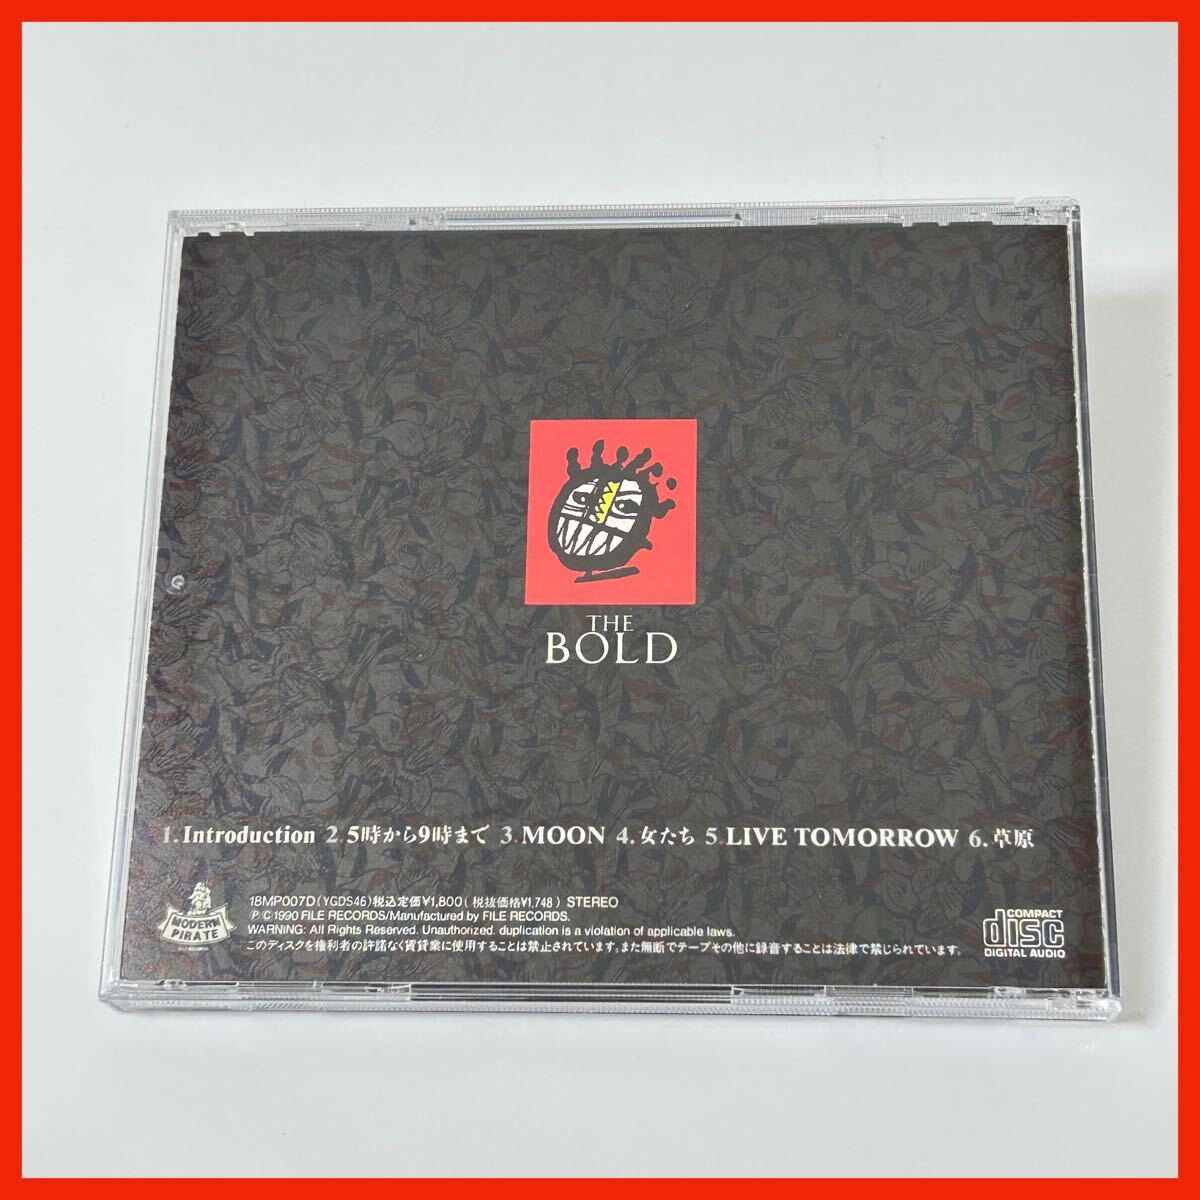 THE
BOLD
1.Introduction 2.5時から9時まで 3.MOON 4.女たち 5.LIVE TOMORROW 6.草原
MODERN
PIRATE
18MP007D(YGDS46)税込定価¥1,800(税抜価格¥1,748) STEREO
Ⓟ © 1990 FILE RECORDS/Manufactured by FILE RECORDS.
WARNING: All Rights Reserved. Unauthorized. duplication is a violation of applicable laws.
このディスクを権利者の許諾なく賃貸業に使用することは禁止されています。また無断でテープその他に録音することは法律で禁じられています。
COMPACT
disc
DIGITAL AUDIO